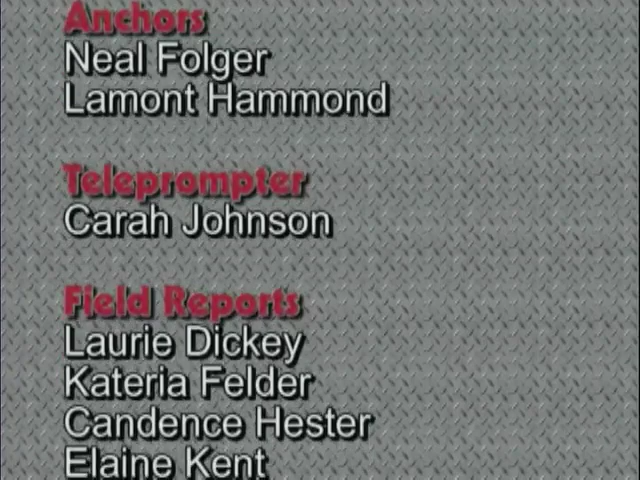 Anchors
Neal Folger
Lamont Hammond
Teleprompter
Carah Johnson
Field Reports
Laurie Dickey
Kateria Felder
Candence Hester
Elaine Kent